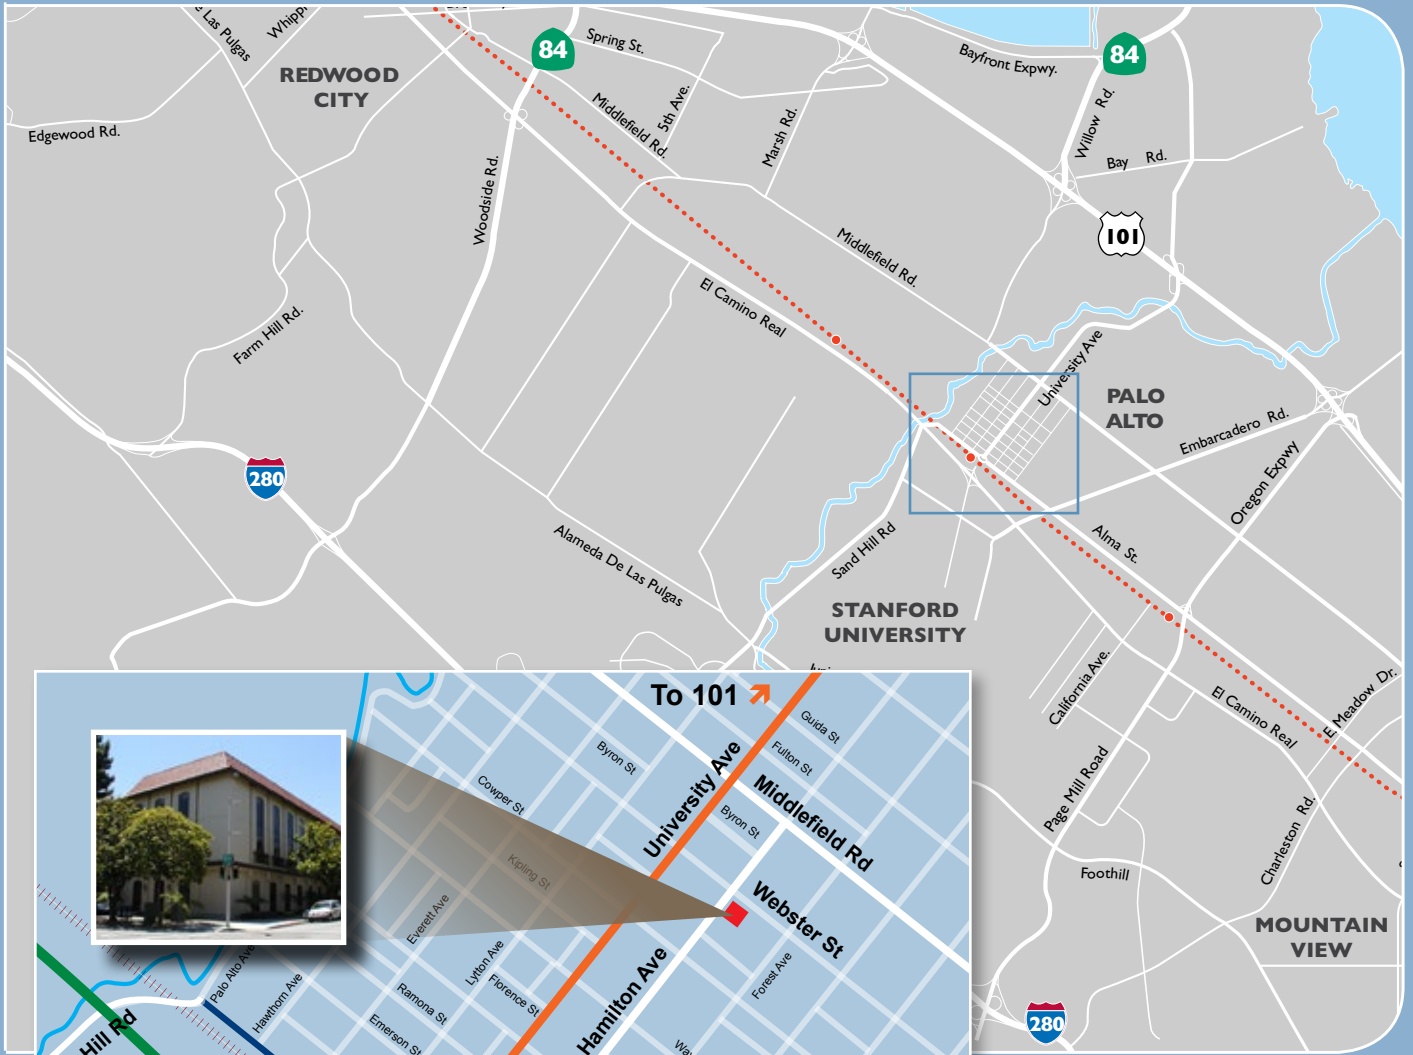 e Las Pulgas
Whippl
84
Spring St.
REDWOOD
CITY
Edgewood Rd.
Middlefield Rd.
5th Ave.
Marsh Rd.
Bayfront Expwy.
84
Willow Rd.
Bay Rd.
101
Woodside Rd.
Middlefield Rd.
El Camino Real
Farm Hill Rd.
University Ave
PALO
ALTO
Embarcadero Rd.
Oregon Expwy
280
Alameda De Las Pulgas
Sand Hill Rd
Alma St.
STANFORD
UNIVERSITY
California Ave.
El Camino Real
E Meadow Dr.
Page Mill Road
Charleston Rd.
Foothill
MOUNTAIN
VIEW
280
To 101
Guida St
Fulton St
Byron St
University Ave
Middlefield Rd
Cowper St
Byron St
Kipling St
Webster St
Everett Ave
Lytton Ave
Forest Ave
Palo Alto Ave
Hawthorn Ave
Florence St
Ramona St
Emerson St
Hamilton Ave
Hill Rd